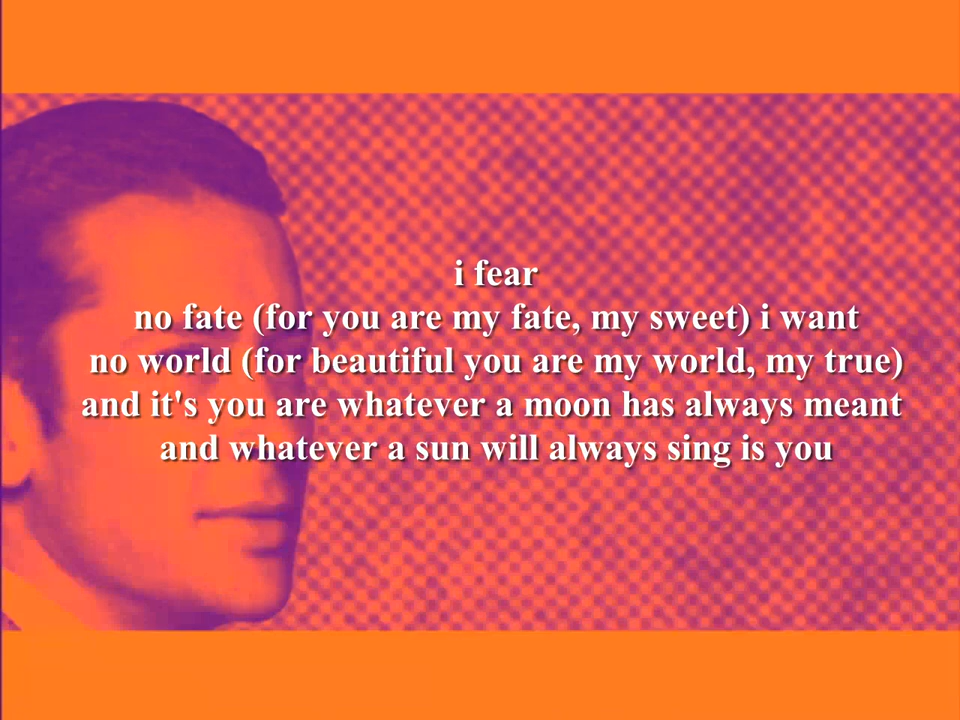 i fear
no fate (for you are my fate, my sweet) i want
no world (for beautiful you are my world, my true)
and it's you are whatever a moon has always meant
and whatever a sun will always sing is you